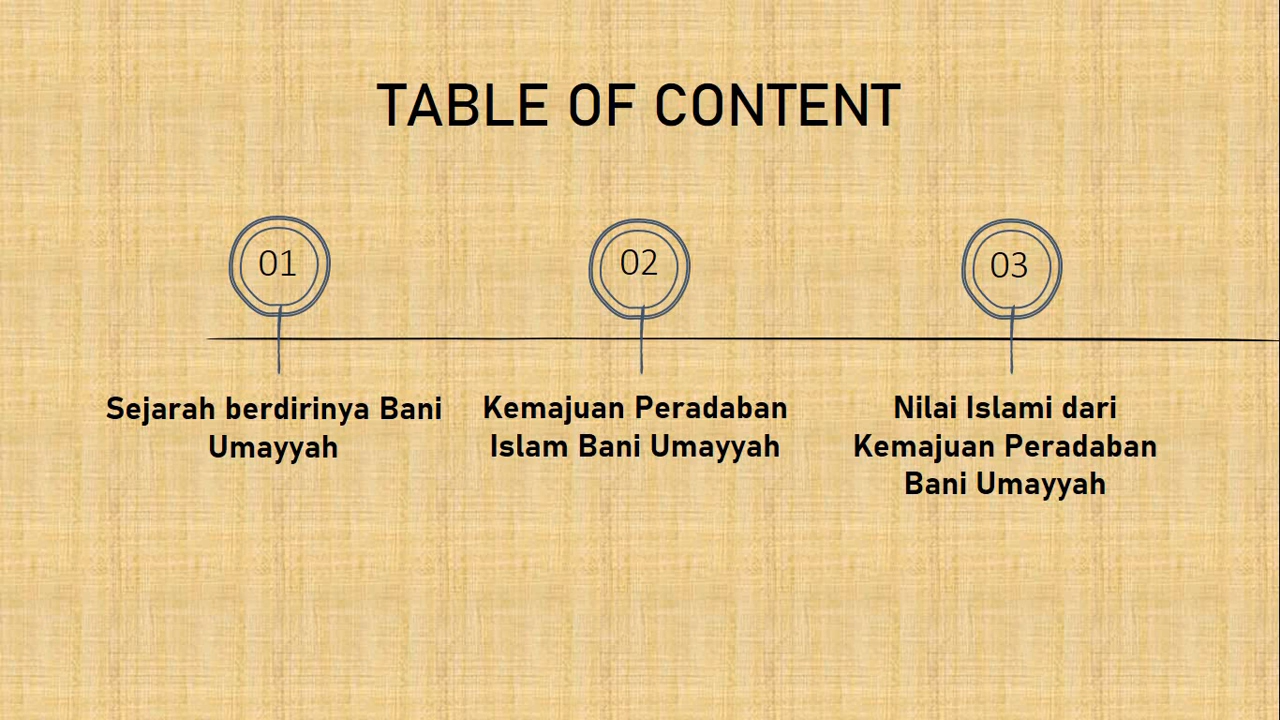 TABLE OF CONTENT
01
02
03
Sejarah berdirinya Bani
Umayyah
Kemajuan Peradaban
Islam Bani Umayyah
Nilai Islami dari
Kemajuan Peradaban
Bani Umayyah